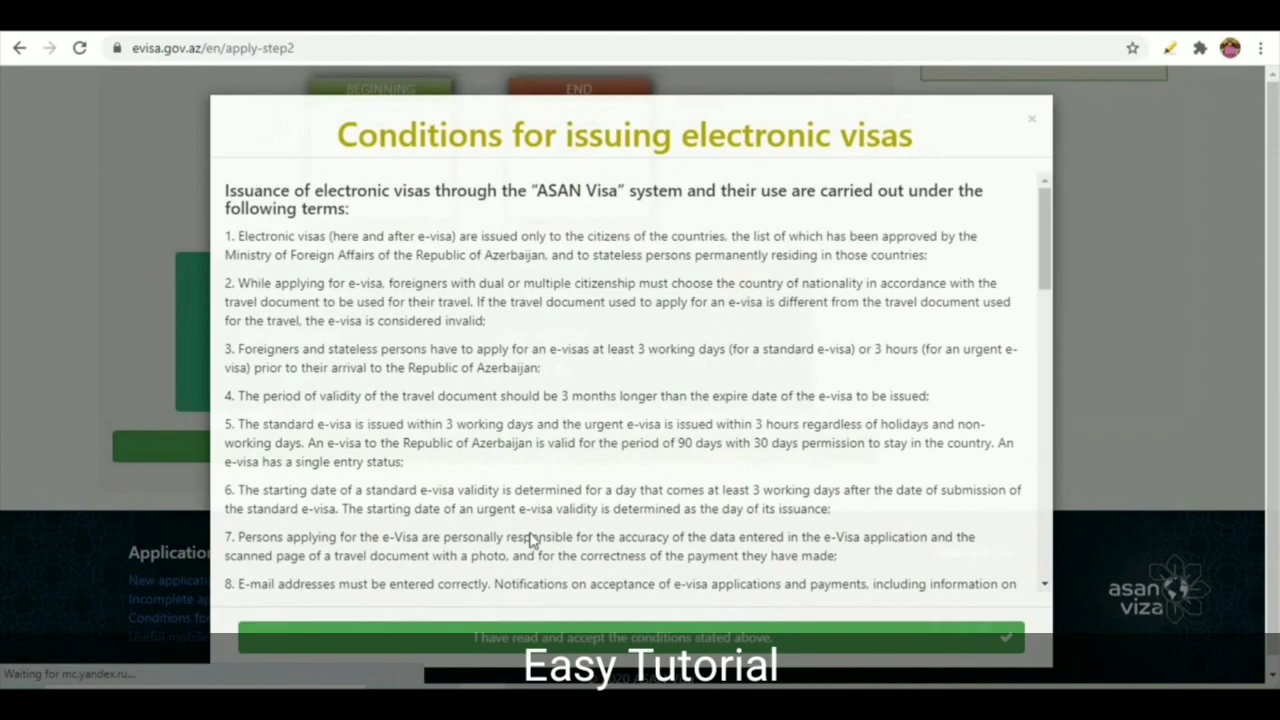 evisa.gov.az/en/apply-step2
BEGINNING
END
Conditions for issuing electronic visas
×
Issuance of electronic visas through the “ASAN Visa” system and their use are carried out under the
following terms:
1. Electronic visas (here and after e-visa) are issued only to the citizens of the countries, the list of which has been approved by the
Ministry of Foreign Affairs of the Republic of Azerbaijan, and to stateless persons permanently residing in those countries;
2. While applying for e-visa, foreigners with dual or multiple citizenship must choose the country of nationality in accordance with the
travel document to be used for their travel. If the travel document used to apply for an e-visa is different from the travel document used
for the travel, the e-visa is considered invalid;
3. Foreigners and stateless persons have to apply for an e-visas at least 3 working days (for a standard e-visa) or 3 hours (for an urgent e-
visa) prior to their arrival to the Republic of Azerbaijan;
4. The period of validity of the travel document should be 3 months longer than the expire date of the e-visa to be issued;
5. The standard e-visa is issued within 3 working days and the urgent e-visa is issued within 3 hours regardless of holidays and non-
working days. An e-visa to the Republic of Azerbaijan is valid for the period of 90 days with 30 days permission to stay in the country. An
e-visa has a single entry status;
6. The starting date of a standard e-visa validity is determined for a day that comes at least 3 working days after the date of submission of
the standard e-visa. The starting date of an urgent e-visa validity is determined as the day of its issuance;
7. Persons applying for the e-Visa are personally responsible for the accuracy of the data entered in the e-Visa application and the
scanned page of a travel document with a photo, and for the correctness of the payment they have made;
8. E-mail addresses must be entered correctly. Notifications on acceptance of e-visa applications and payments, including information on
I have read and accept the conditions stated above.
Applicatio
New applicatio
Incomplete ap
Conditions fo
Useful mobile
asan
viza
Waiting for mc.yandex.ru...
Easy Tutorial